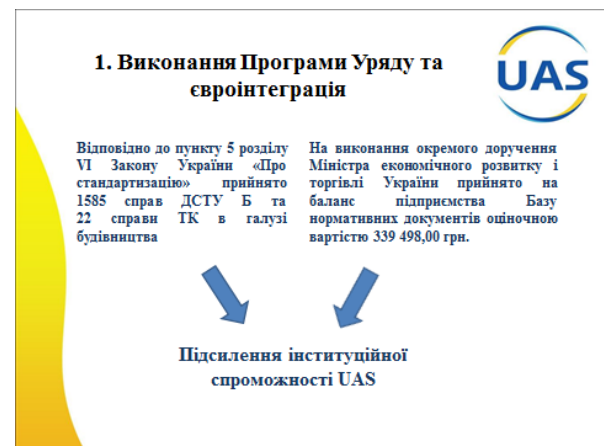 1. Виконання Програми Уряду та
євроінтеграція
UAS
Відповідно до пункту 5 розділу
VI Закону України «Про
стандартизацію» прийнято
1585 справ ДСТУ Б та
22 справи ТК в галузі
будівництва
На виконання окремого доручення
Міністра економічного розвитку і
торгівлі України прийнято на
баланс підприємства Базу
нормативних документів оціночною
вартістю 339 498,00 грн.
Підсилення інституційної
спроможності UAS